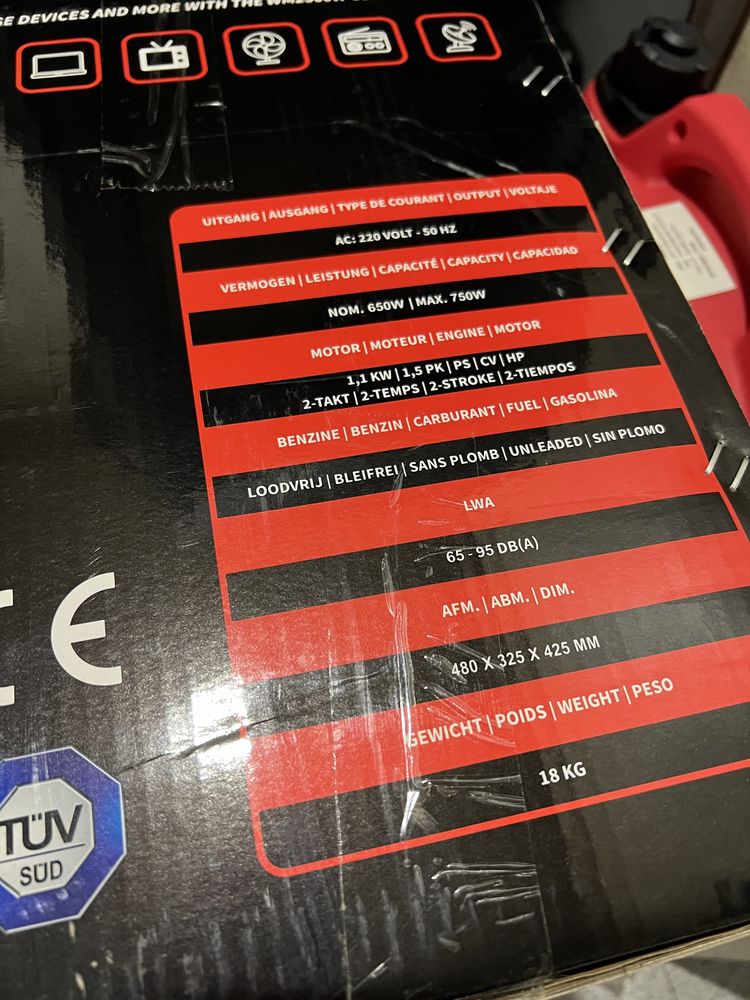 SE DEVICES AND MORE WITH THE
UITGANG | AUSGANG | TYPE DE COURANT | OUTPUT | VOLTAJE
AC: 220 VOLT - 50 HZ
VERMOGEN | LEISTUNG | CAPACITÉ | CAPACITY | CAPACIDAD
NOM. 650W | MAX. 750W
MOTOR | MOTEUR | ENGINE | MOTOR
1,1 KW | 1,5 PK | PS | CV | HP
2-TAKT | 2-TEMPS | 2-STROKE | 2-TIEMPOS
BENZINE | BENZIN | CARBURANT | FUEL | GASOLINA
LOODVRIJ | BLEIFREI | SANS PLOMB | UNLEADED | SIN PLOMO
LWA
65 - 95 DB(A)
AFM. | ABM. | DIM.
480 X 325 X 425 MM
GEWICHT | POIDS | WEIGHT | PESO
18 KG
CE
TÜV
SÜD